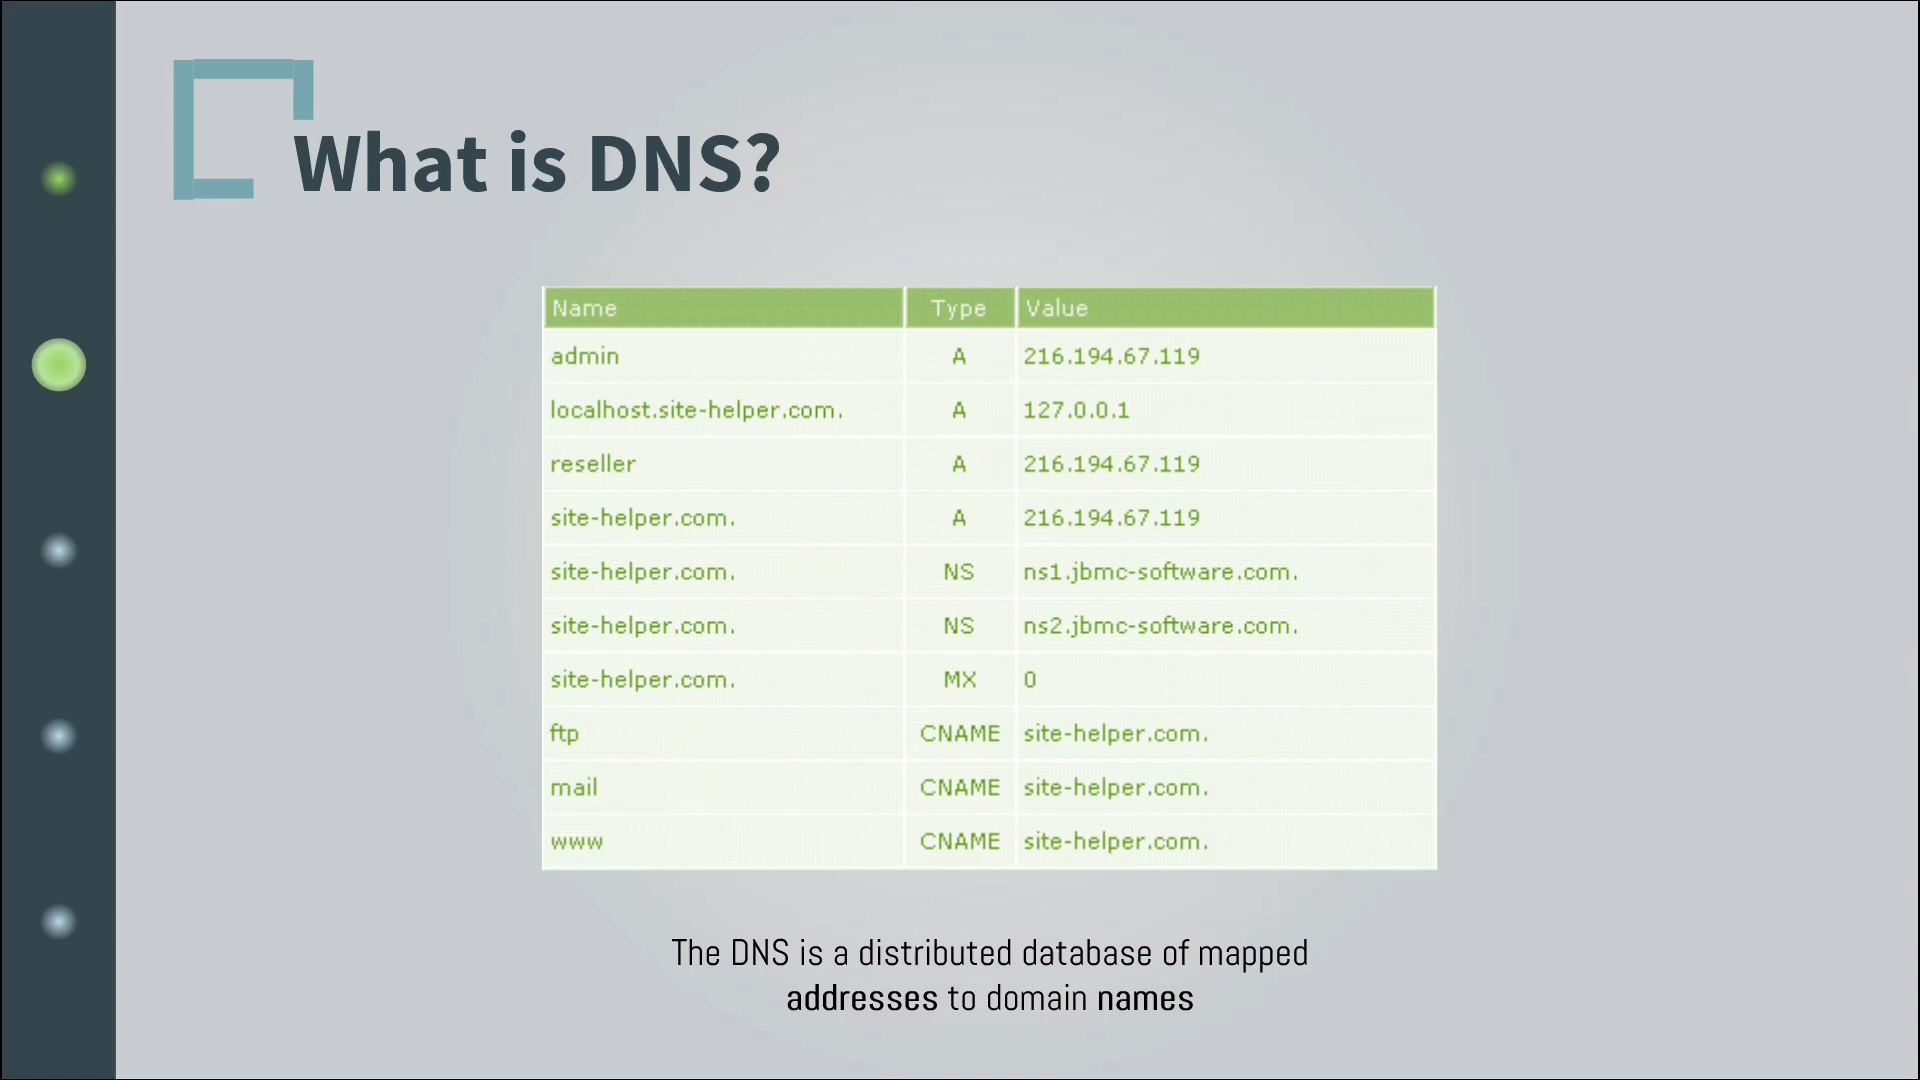 What is DNS?
Name Type Value
admin A 216.194.67.119
localhost.site-helper.com. A 127.0.0.1
reseller A 216.194.67.119
site-helper.com. A 216.194.67.119
site-helper.com. NS ns1.jbmc-software.com.
site-helper.com. NS ns2.jbmc-software.com.
site-helper.com. MX 0
ftp CNAME site-helper.com.
mail CNAME site-helper.com.
www CNAME site-helper.com.
The DNS is a distributed database of mapped
addresses to domain names